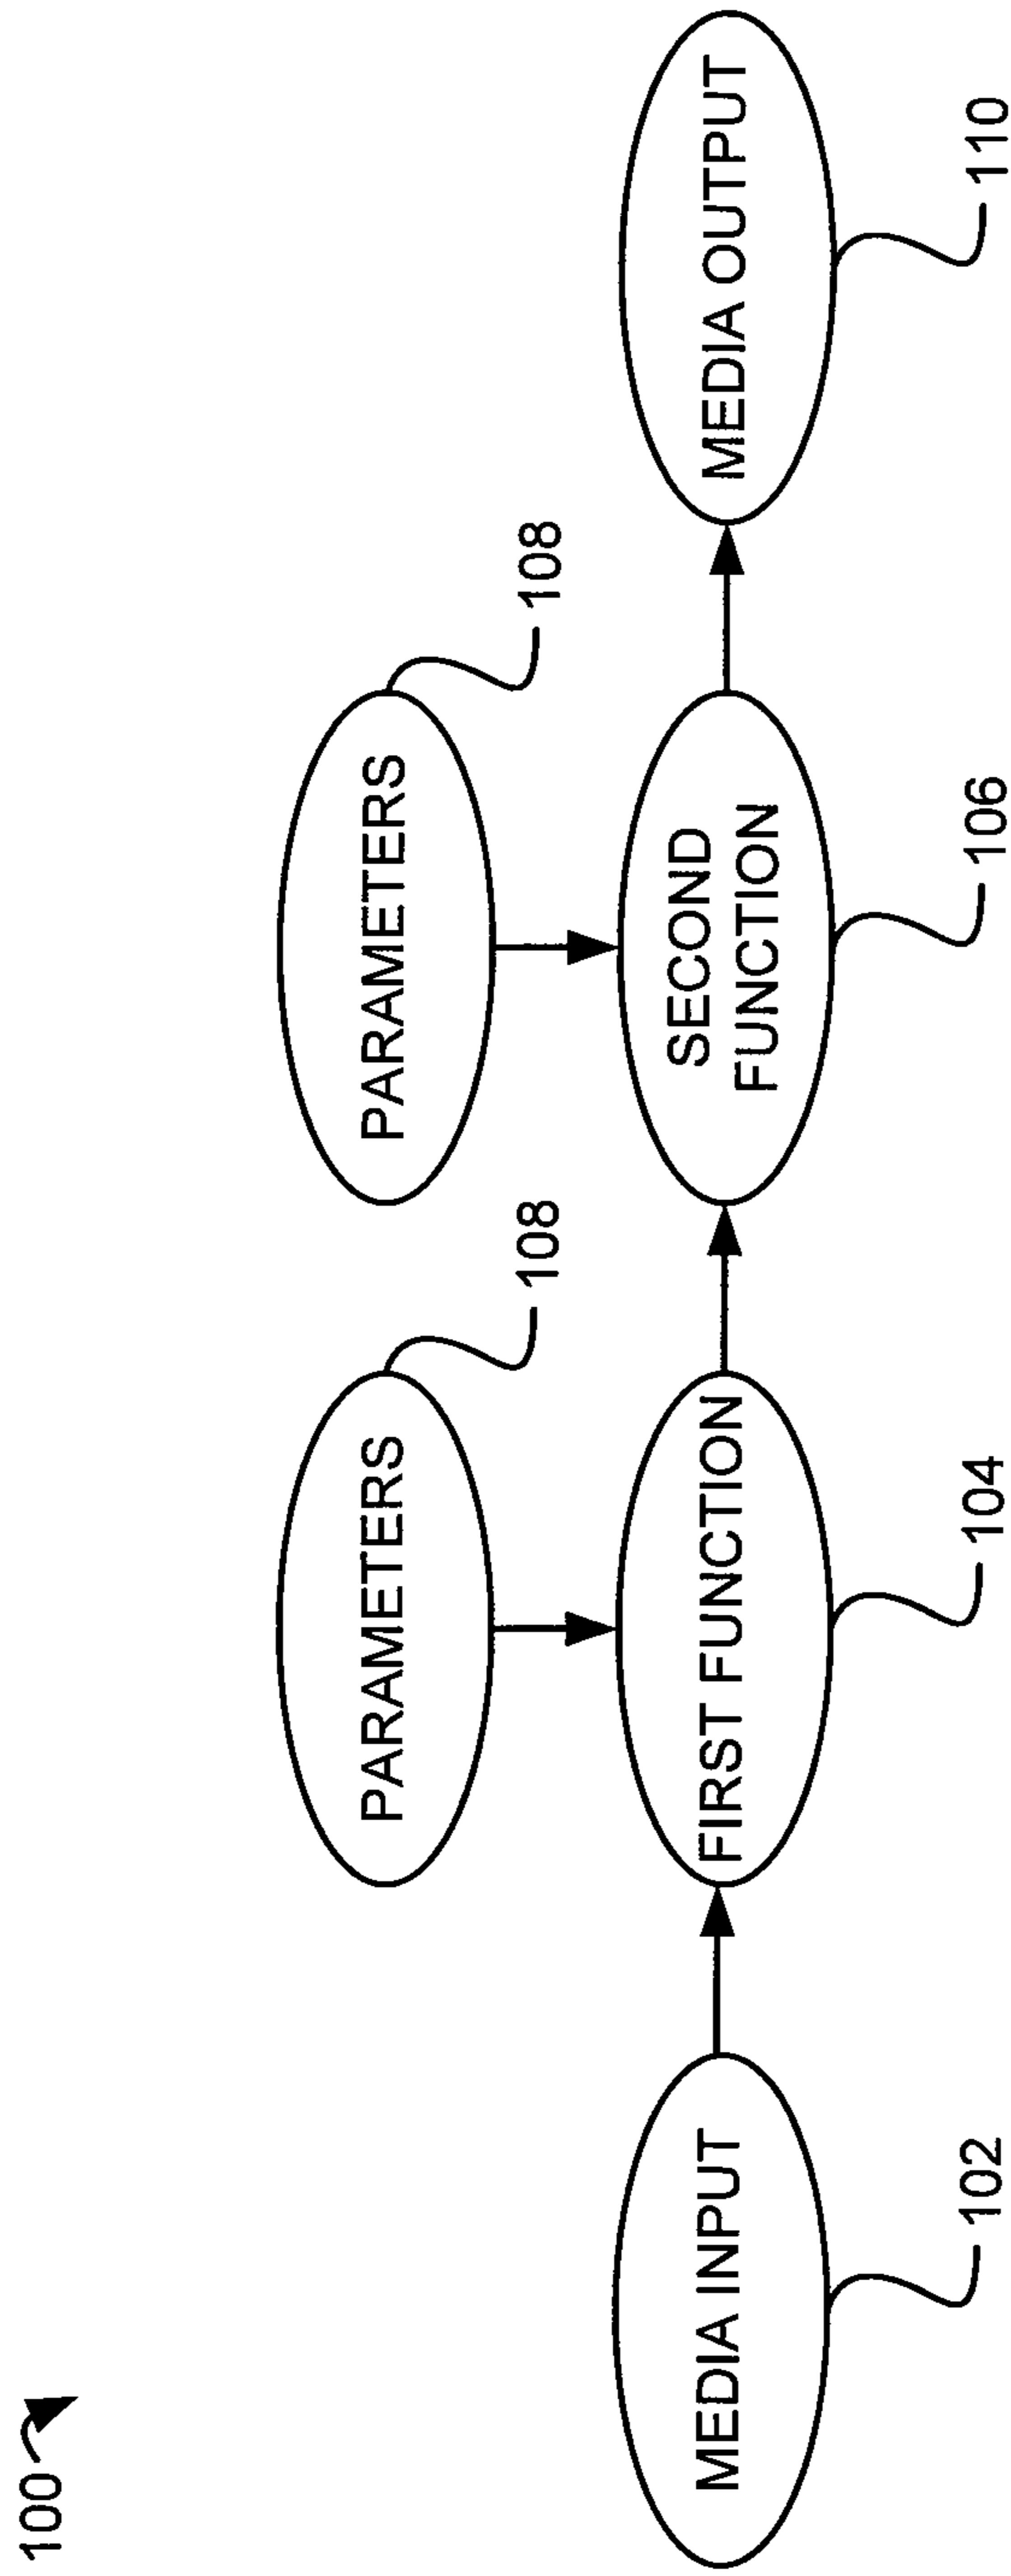 100
PARAMETERS
108
PARAMETERS
108
MEDIA INPUT
102
FIRST FUNCTION
104
SECOND
FUNCTION
106
MEDIA OUTPUT
110